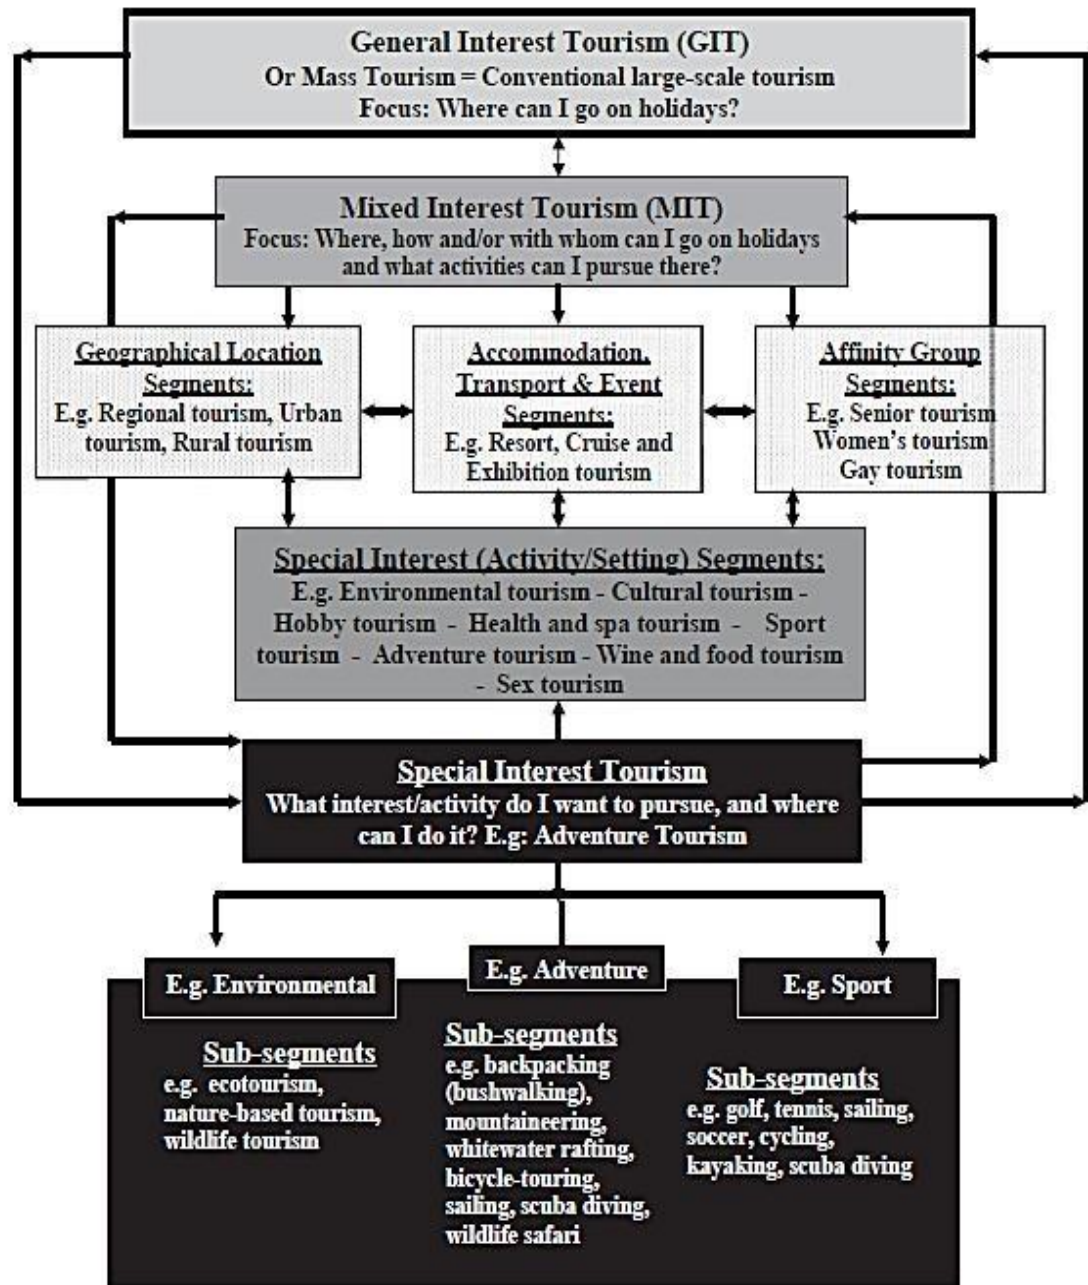 General Interest Tourism (GIT)
Or Mass Tourism = Conventional large-scale tourism
Focus: Where can I go on holidays?
Mixed Interest Tourism (MIT)
Focus: Where, how and/or with whom can I go on holidays
and what activities can I pursue there?
Geographical Location
Segments:
E.g. Regional tourism, Urban
tourism, Rural tourism
Accommodation,
Transport & Event
Segments:
E.g. Resort, Cruise and
Exhibition tourism
Affinity Group
Segments:
E.g. Senior tourism
Women's tourism
Gay tourism
Special Interest (Activity/Setting) Segments:
E.g. Environmental tourism - Cultural tourism -
Hobby tourism - Health and spa tourism - Sport
tourism - Adventure tourism - Wine and food tourism
- Sex tourism
Special Interest Tourism
What interest/activity do I want to pursue, and where
can I do it? E.g: Adventure Tourism
E.g. Environmental
Sub-segments
e.g. ecotourism,
nature-based tourism,
wildlife tourism
E.g. Adventure
Sub-segments
e.g. backpacking
(bushwalking),
mountaineering,
whitewater rafting,
bicycle-touring,
sailing, scuba diving,
wildlife safari
E.g. Sport
Sub-segments
e.g. golf, tennis, sailing,
soccer, cycling,
kayaking, scuba diving